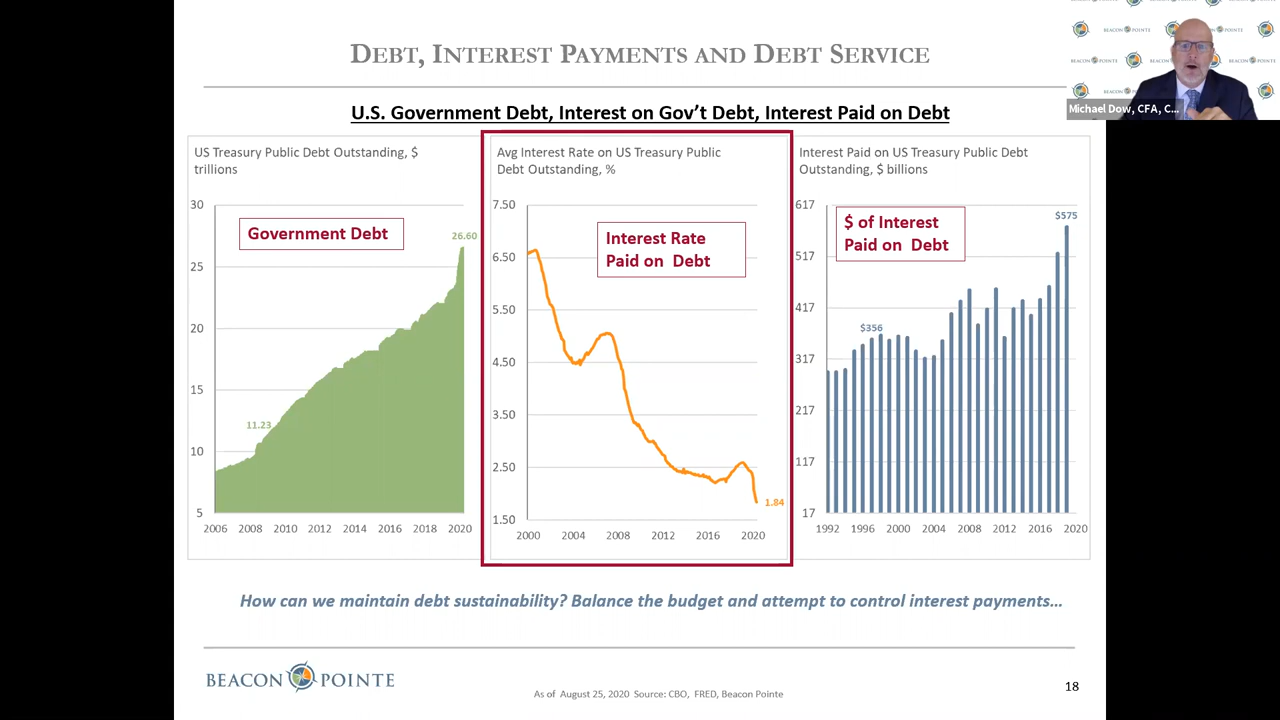 DEBT, INTEREST PAYMENTS AND DEBT SERVICE
U.S. Government Debt, Interest on Gov't Debt, Interest Paid on Debt
US Treasury Public Debt Outstanding, $
trillions
Government Debt
30
25
20
15
10
5
26.60
11.23
2006 2008 2010 2012 2014 2016 2018 2020
Avg Interest Rate on US Treasury Public
Debt Outstanding, %
Interest Rate
Paid on Debt
7.50
6.50
5.50
4.50
3.50
2.50
1.50
1.84
2000 2004 2008 2012 2016 2020
Interest Paid on US Treasury Public Debt
Outstanding, $ billions
$ of Interest
Paid on Debt
617
517
417
317
217
117
17
$575
$356
1992 1996 2000 2004 2008 2012 2016 2020
How can we maintain debt sustainability? Balance the budget and attempt to control interest payments...
BEACON POINTE
As of August 25, 2020 Source: CBO, FRED, Beacon Pointe
18
BEACON POINTE
Michael Dow, CFA, C...